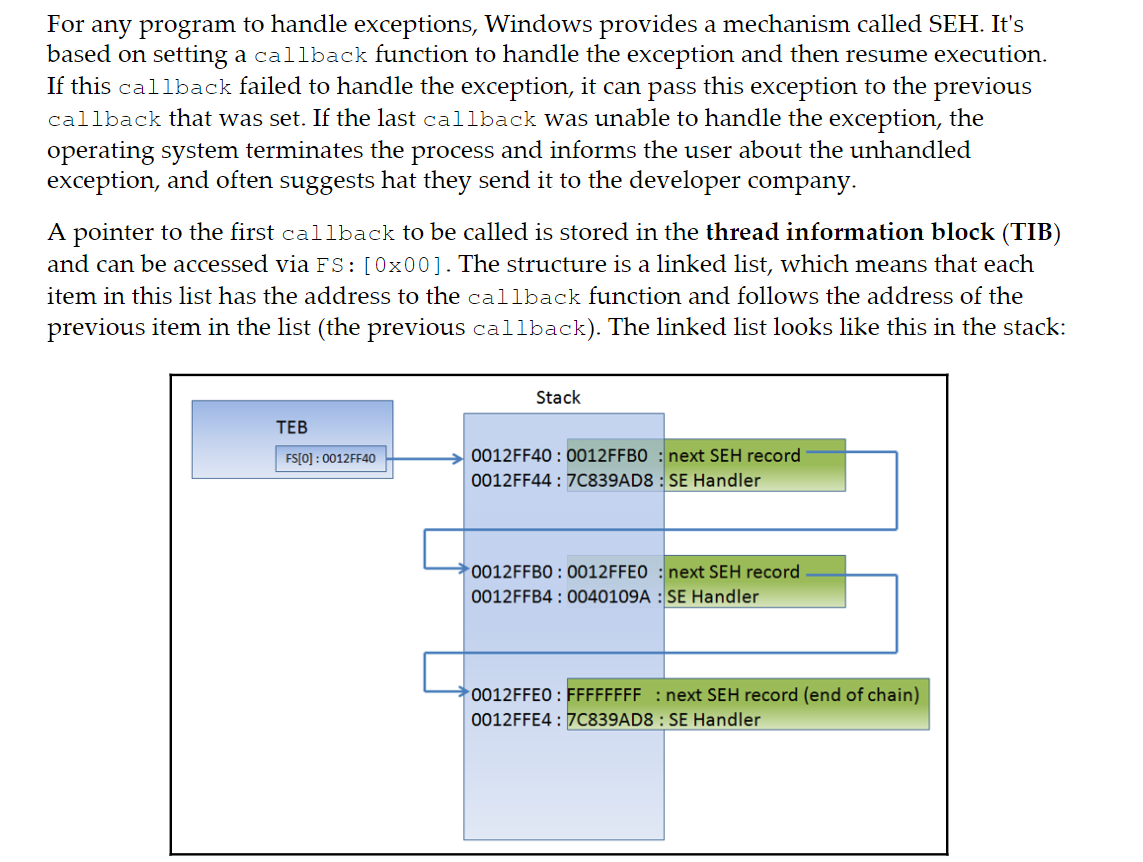 For any program to handle exceptions, Windows provides a mechanism called SEH. It's
based on setting a callback function to handle the exception and then resume execution.
If this callback failed to handle the exception, it can pass this exception to the previous
callback that was set. If the last callback was unable to handle the exception, the
operating system terminates the process and informs the user about the unhandled
exception, and often suggests hat they send it to the developer company.
A pointer to the first callback to be called is stored in the thread information block (TIB)
and can be accessed via FS:[0x00]. The structure is a linked list, which means that each
item in this list has the address to the callback function and follows the address of the
previous item in the list (the previous callback). The linked list looks like this in the stack:
Stack
TEB
FS[0] : 0012FF40
0012FF40 : 0012FFB0 : next SEH record
0012FF44 : 7C839AD8 : SE Handler
0012FFB0 : 0012FFE0 : next SEH record
0012FFB4 : 0040109A : SE Handler
0012FFE0 : FFFFFFFF : next SEH record (end of chain)
0012FFE4 : 7C839AD8 : SE Handler